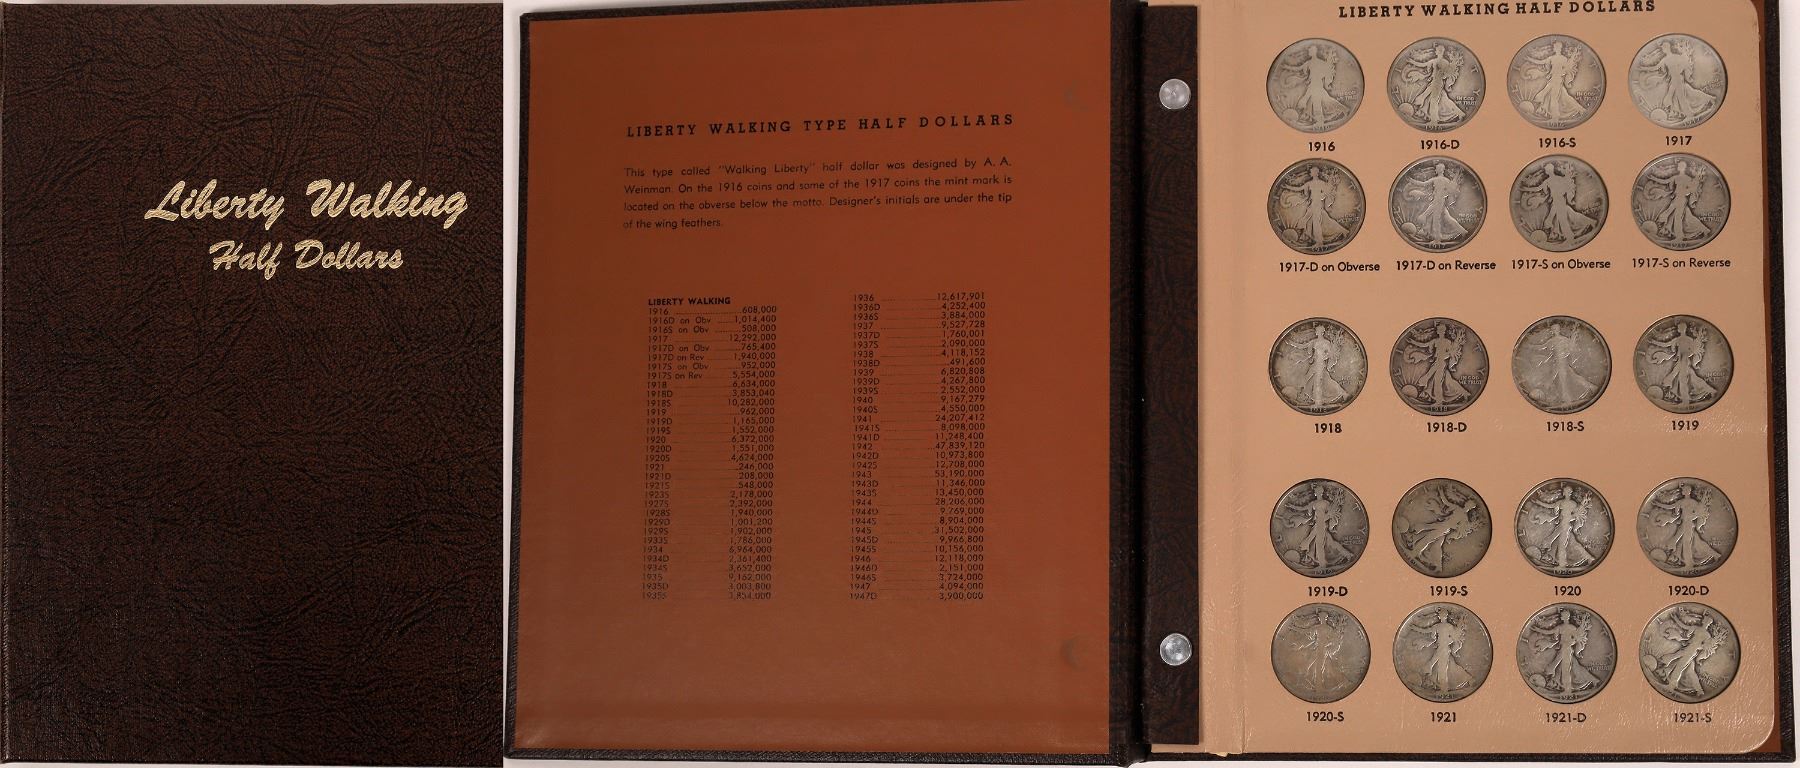 Liberty Walking
Half Dollars
LIBERTY WALKING TYPE HALF DOLLARS
This type called "Walking Liberty" half dollar was designed by A. A.
Weinman. On the 1916 coins and some of the 1917 coins the mint mark is
located on the obverse below the motto. Designer's initials are under the tip
of the wing feathers.
LIBERTY WALKING
1916 608,000
1916D on Obv 1,014,400
1916S on Obv 508,000
1917 12,292,000
1917D on Obv 765,400
1917D on Rev 1,940,000
1917S on Obv 952,000
1917S on Rev 5,554,000
1918 6,634,000
1918D 3,853,040
1918S 10,282,000
1919 962,000
1919D 1,165,000
1919S 1,552,000
1920 6,372,000
1920D 1,551,000
1920S 4,624,000
1921 246,000
1921D 208,000
1921S 548,000
1923S 2,178,000
1927S 2,392,000
1928S 1,940,000
1929D 1,001,200
1929S 1,902,000
1933S 1,786,000
1934 6,964,000
1934D 2,361,400
1934S 3,652,000
1935 9,162,000
1935D 3,003,800
1935S 3,854,000
1936 12,617,901
1936D 4,252,400
1936S 3,884,000
1937 9,527,728
1937D 1,760,001
1937S 2,090,000
1938 4,118,152
1938D 491,600
1939 6,820,808
1939D 4,267,800
1939S 2,552,000
1940 9,167,279
1940S 4,550,000
1941 24,207,412
1941S 8,098,000
1941D 11,248,400
1942 47,839,120
1942D 10,973,800
1942S 12,708,000
1943 53,190,000
1943D 11,346,000
1943S 13,450,000
1944 28,206,000
1944D 9,769,000
1944S 8,904,000
1945 31,502,000
1945D 9,966,800
1945S 10,156,000
1946 12,118,000
1946D 2,151,000
1946S 3,724,000
1947 4,094,000
1947D 3,900,000
LIBERTY WALKING HALF DOLLARS
1916 1916-D 1916-S 1917
1917-D on Obverse 1917-D on Reverse 1917-S on Obverse 1917-S on Reverse
1918 1918-D 1918-S 1919
1919-D 1919-S 1920 1920-D
1920-S 1921 1921-D 1921-S